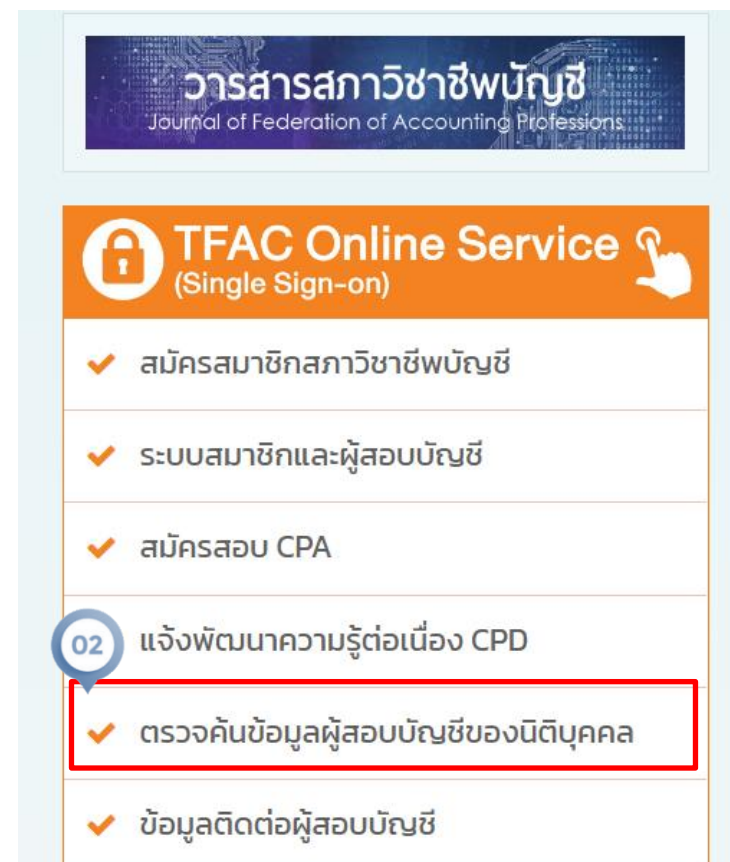 วารสารสภาวิชาชีพบัญชี
Journal of Federation of Accounting Professions
TFAC Online Service
(Single Sign-on)
สมัครสมาชิกสภาวิชาชีพบัญชี
ระบบสมาชิกและผู้สอบบัญชี
สมัครสอบ CPA
02
แจ้งพัฒนาความรู้ต่อเนื่อง CPD
ตรวจค้นข้อมูลผู้สอบบัญชีของนิติบุคคล
ข้อมูลติดต่อผู้สอบบัญชี